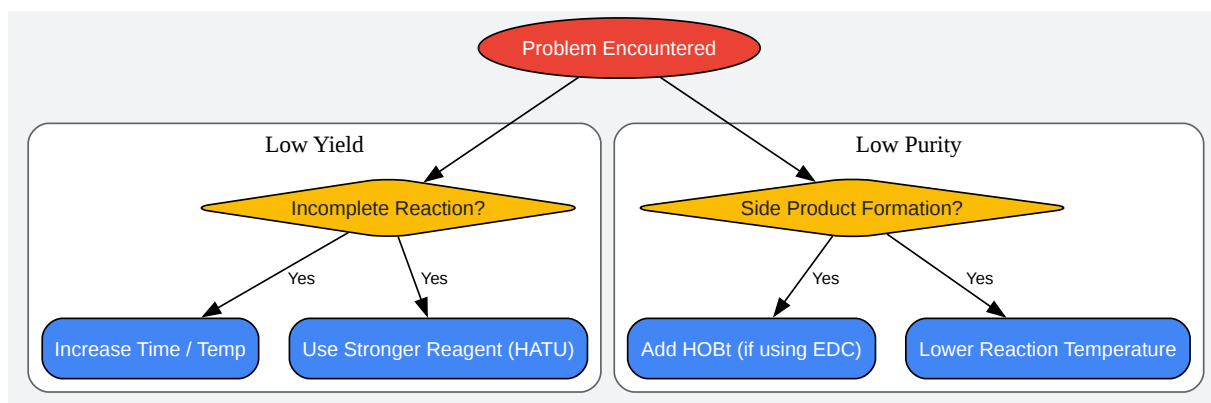 Problem Encountered
Low Yield
Low Purity
Incomplete Reaction?
Side Product Formation?
Yes
Yes
Yes
Yes
Increase Time / Temp
Use Stronger Reagent (HATU)
Add HOBt (if using EDC)
Lower Reaction Temperature